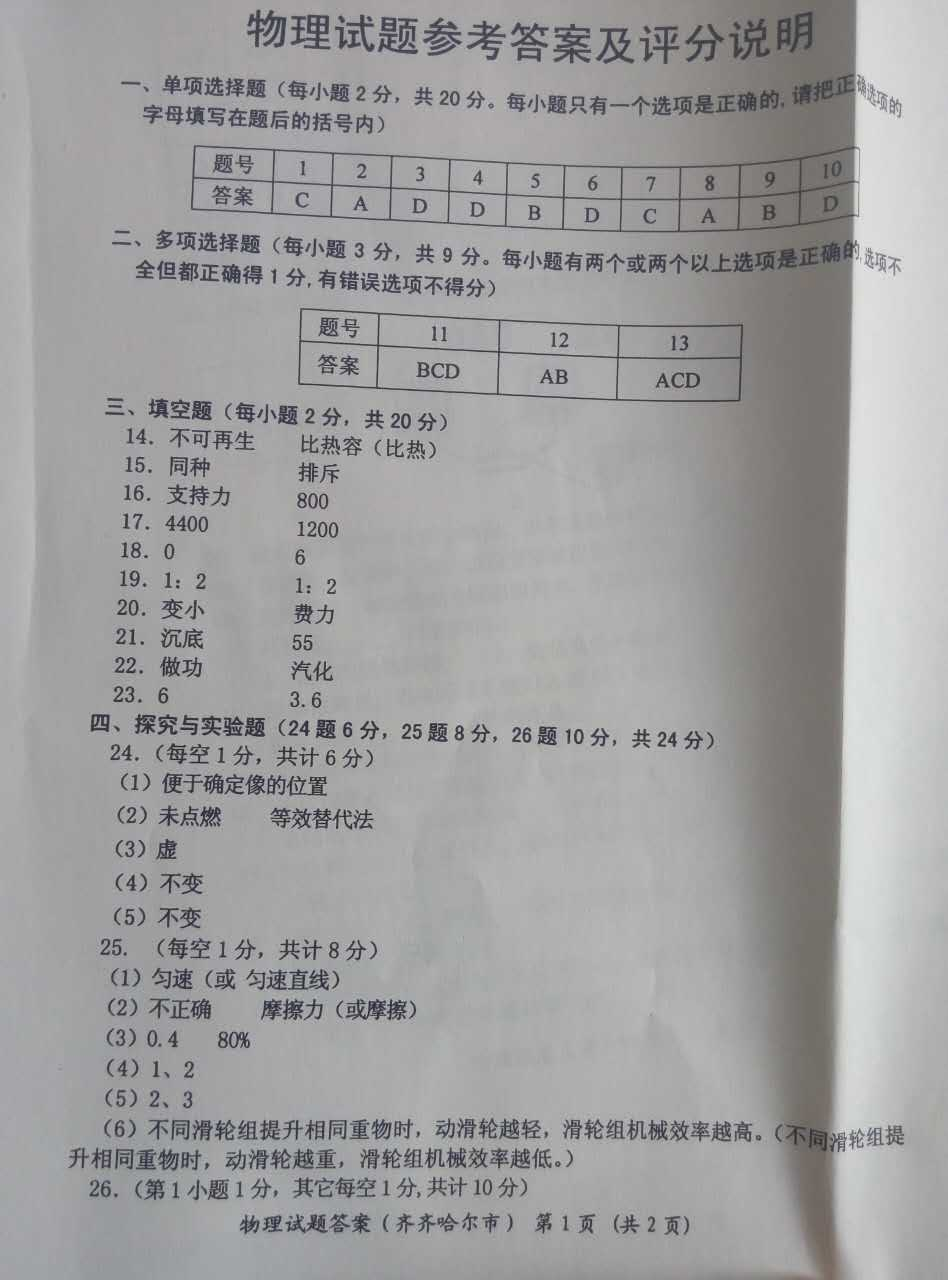 物理试题参考答案及评分说明
一、单项选择题（每小题 2 分，共 20 分。每小题只有一个选项是正确的，请把正确选项的
字母填写在题后的括号内）
题号 1 2 3 4 5 6 7 8 9 10
答案 C A D D B D C A B D
二、多项选择题（每小题 3 分，共 9 分。每小题有两个或两个以上选项是正确的，选项不
全但都正确得 1 分，有错误选项不得分）
题号 11 12 13
答案 BCD AB ACD
三、填空题（每小题 2 分，共 20 分）
14．不可再生 比热容（比热）
15．同种 排斥
16．支持力 800
17．4400 1200
18．0 6
19．1：2 1：2
20．变小 费力
21．沉底 55
22．做功 汽化
23．6 3.6
四、探究与实验题（24 题 6 分，25 题 8 分，26 题 10 分，共 24 分）
24．（每空 1 分，共计 6 分）
（1）便于确定像的位置
（2）未点燃 等效替代法
（3）虚
（4）不变
（5）不变
25. （每空 1 分，共计 8 分）
（1）匀速（或 匀速直线）
（2）不正确 摩擦力（或摩擦）
（3）0.4 80%
（4）1、2
（5）2、3
（6）不同滑轮组提升相同重物时，动滑轮越轻，滑轮组机械效率越高。（不同滑轮组提
升相同重物时，动滑轮越重，滑轮组机械效率越低。）
26．（第 1 小题 1 分，其它每空 1 分，共计 10 分）
物理试题答案（齐齐哈尔市） 第 1 页 （共 2 页）